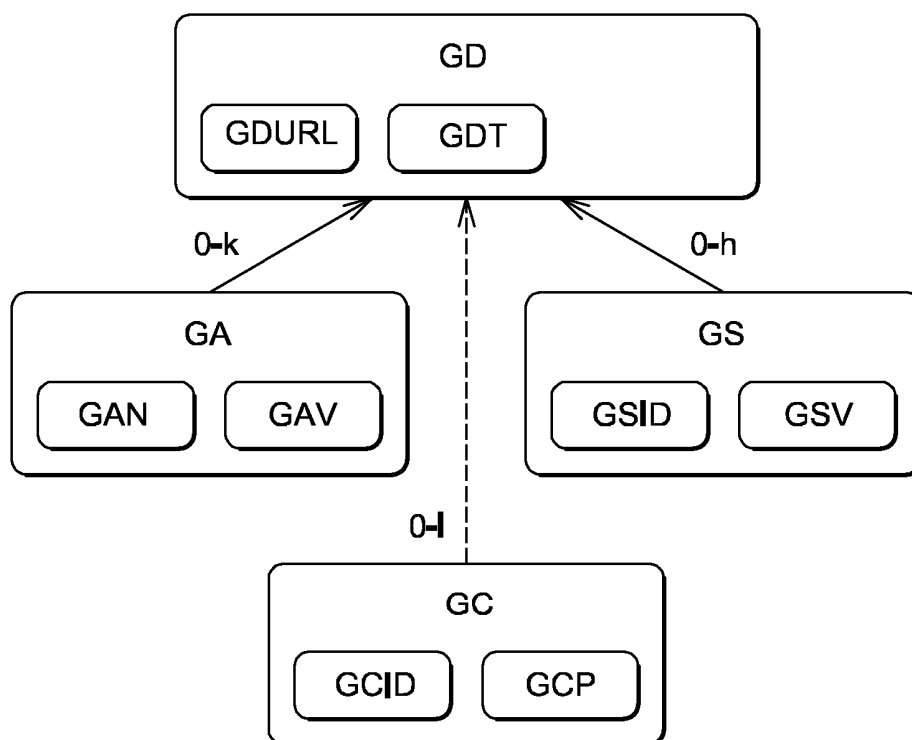 GD
GDURL GDT
0-k 0-h
GA GS
GAN GAV GSID GSV
0-l
GC
GCID GCP